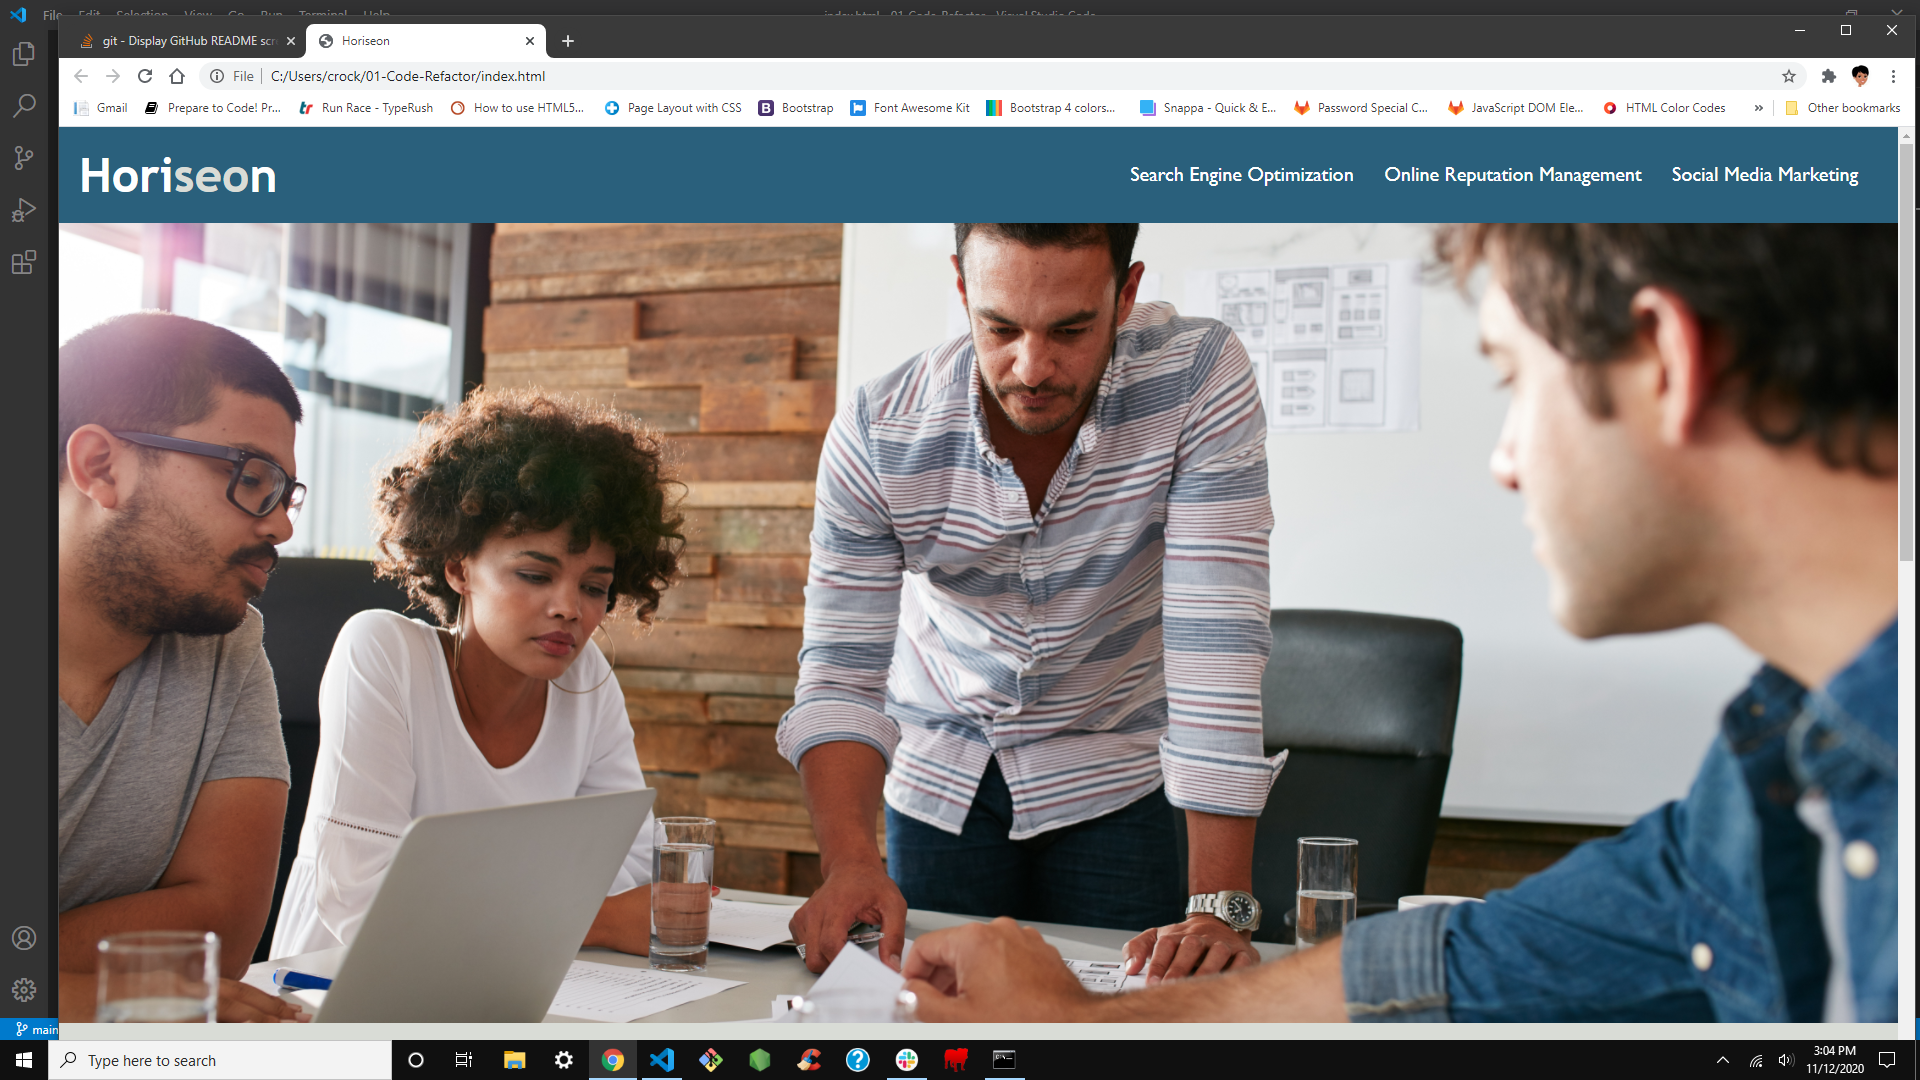 File Edit Selection View Go Run Terminal Help index.html - 01-Code-Refactor - Visual Studio Code
git - Display GitHub README scr
Horiseon
File C:/Users/crock/01-Code-Refactor/index.html
Gmail Prepare to Code! Pr... Run Race - TypeRush How to use HTML5... Page Layout with CSS Bootstrap Font Awesome Kit Bootstrap 4 colors... Snappa - Quick & E... Password Special C... JavaScript DOM Ele... HTML Color Codes » Other bookmarks
Horiseon
Search Engine Optimization Online Reputation Management Social Media Marketing
main
Type here to search
3:04 PM
11/12/2020